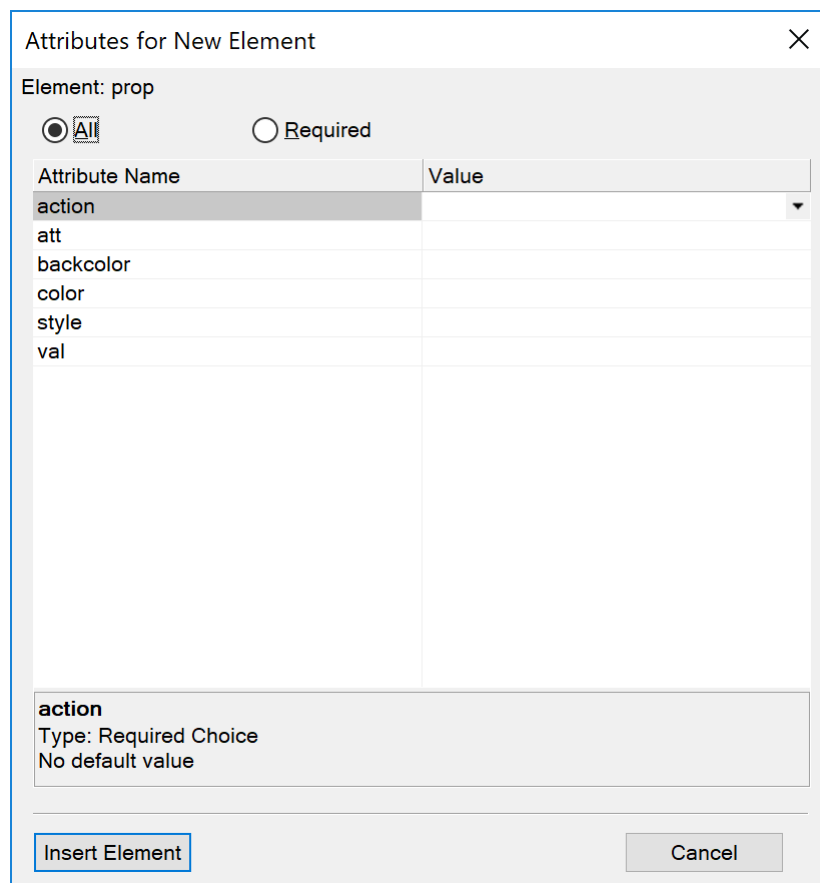 Attributes for New Element
Element: prop
All Required
Attribute Name Value
action
att
backcolor
color
style
val
action
Type: Required Choice
No default value
Insert Element Cancel